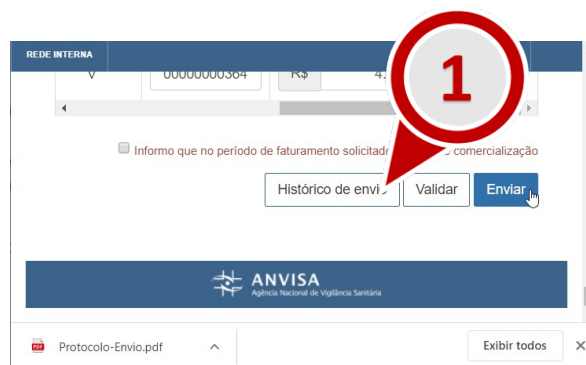 REDE INTERNA
00000000364 R$ 4.
1
Informo que no período de faturamento solicitado comercialização
Histórico de envio Validar Enviar
ANVISA
Agência Nacional de Vigilância Sanitária
Protocolo-Envio.pdf Exibir todos